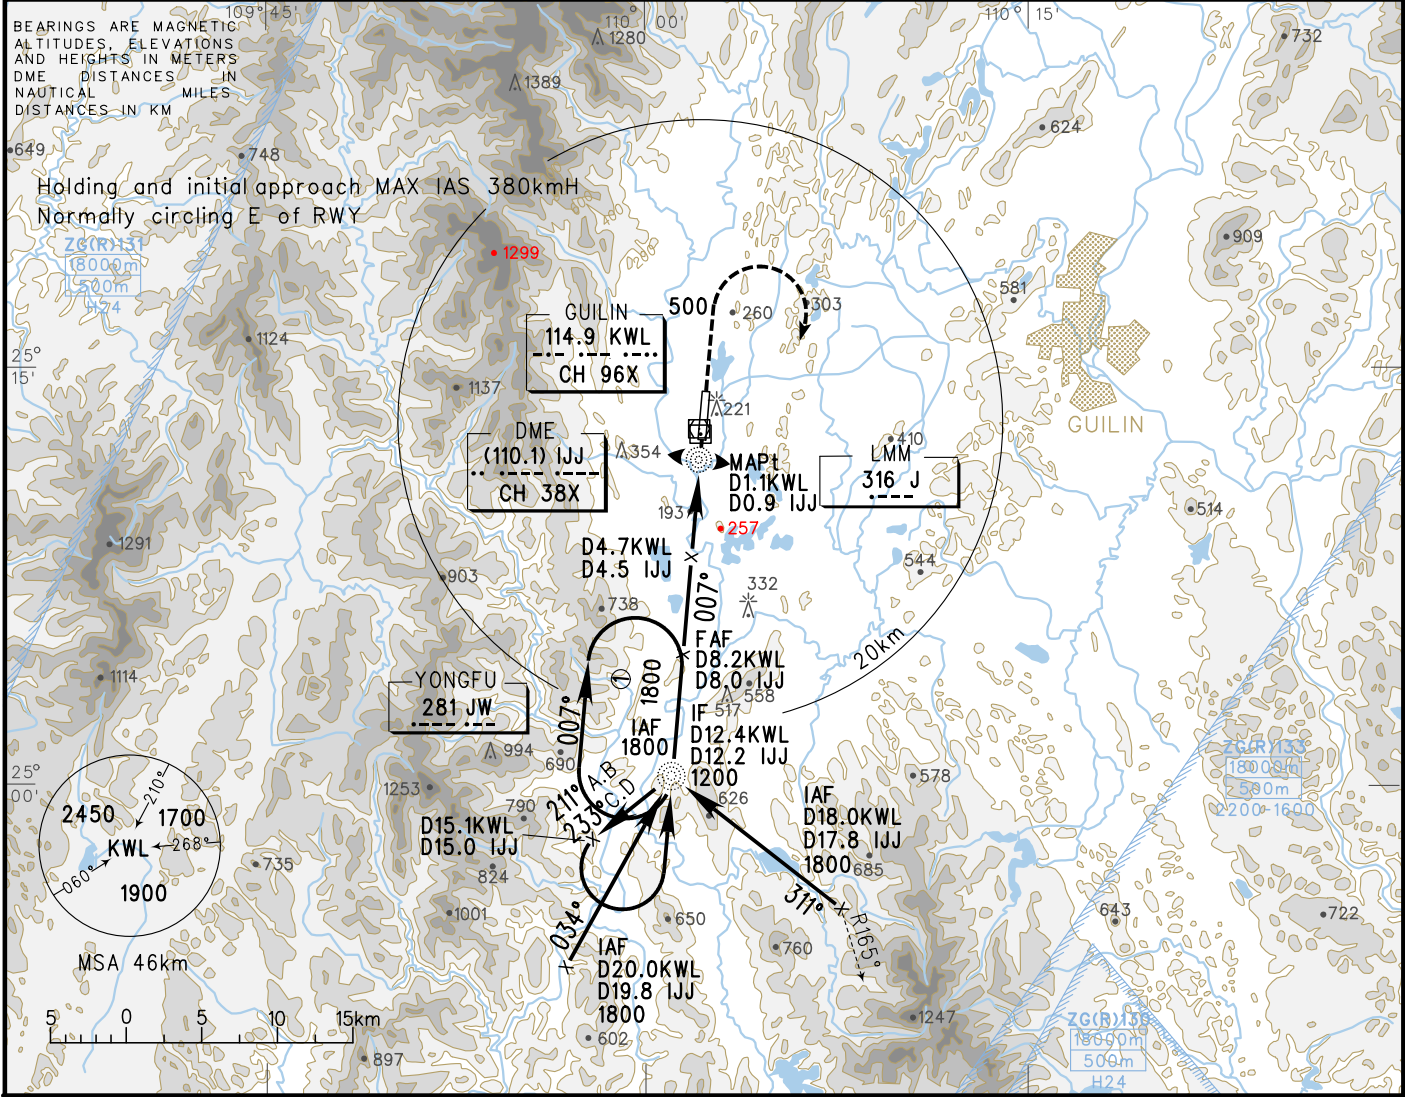 109°45'
110°00'
110°15'
BEARINGS ARE MAGNETIC
ALTITUDES, ELEVATIONS
AND HEIGHTS IN METERS
DME DISTANCES IN
NAUTICAL MILES
DISTANCES IN KM
1280
732
1389
624
649
748
Holding and initial approach MAX IAS 380kmH
Normally circling E of RWY
ZG(R)131
18000m
500m
H24
909
1299
581
500
303
260
GUILIN
114.9 KWL
CH 96X
1124
25°
15'
1137
221
GUILIN
DME
(110.1) IJJ
CH 38X
354
410
LMM
316 J
MAPt
D1.1KWL
D0.9 IJJ
193
257
514
1291
D4.7KWL
D4.5 IJJ
544
903
332
738
007°
20km
FAF
D8.2KWL
D8.0 IJJ
1114
YONGFU
281 JW
1
1800
558
517
007°
IAF
1800
IF
D12.4KWL
D12.2 IJJ
1200
994
690
ZG(R)133
18000m
500m
2200-1600
25°
00'
578
1253
211° A,B
233° C,D
790
626
IAF
D18.0KWL
D17.8 IJJ
1800
685
D15.1KWL
D15.0 IJJ
2450
1700
210°
KWL
268°
060°
1900
735
824
311°
R165°
1001
650
643
722
034°
760
MSA 46km
IAF
D20.0KWL
D19.8 IJJ
1800
5 0 5 10 15km
602
897
1247
ZG(R)130
18000m
500m
H24